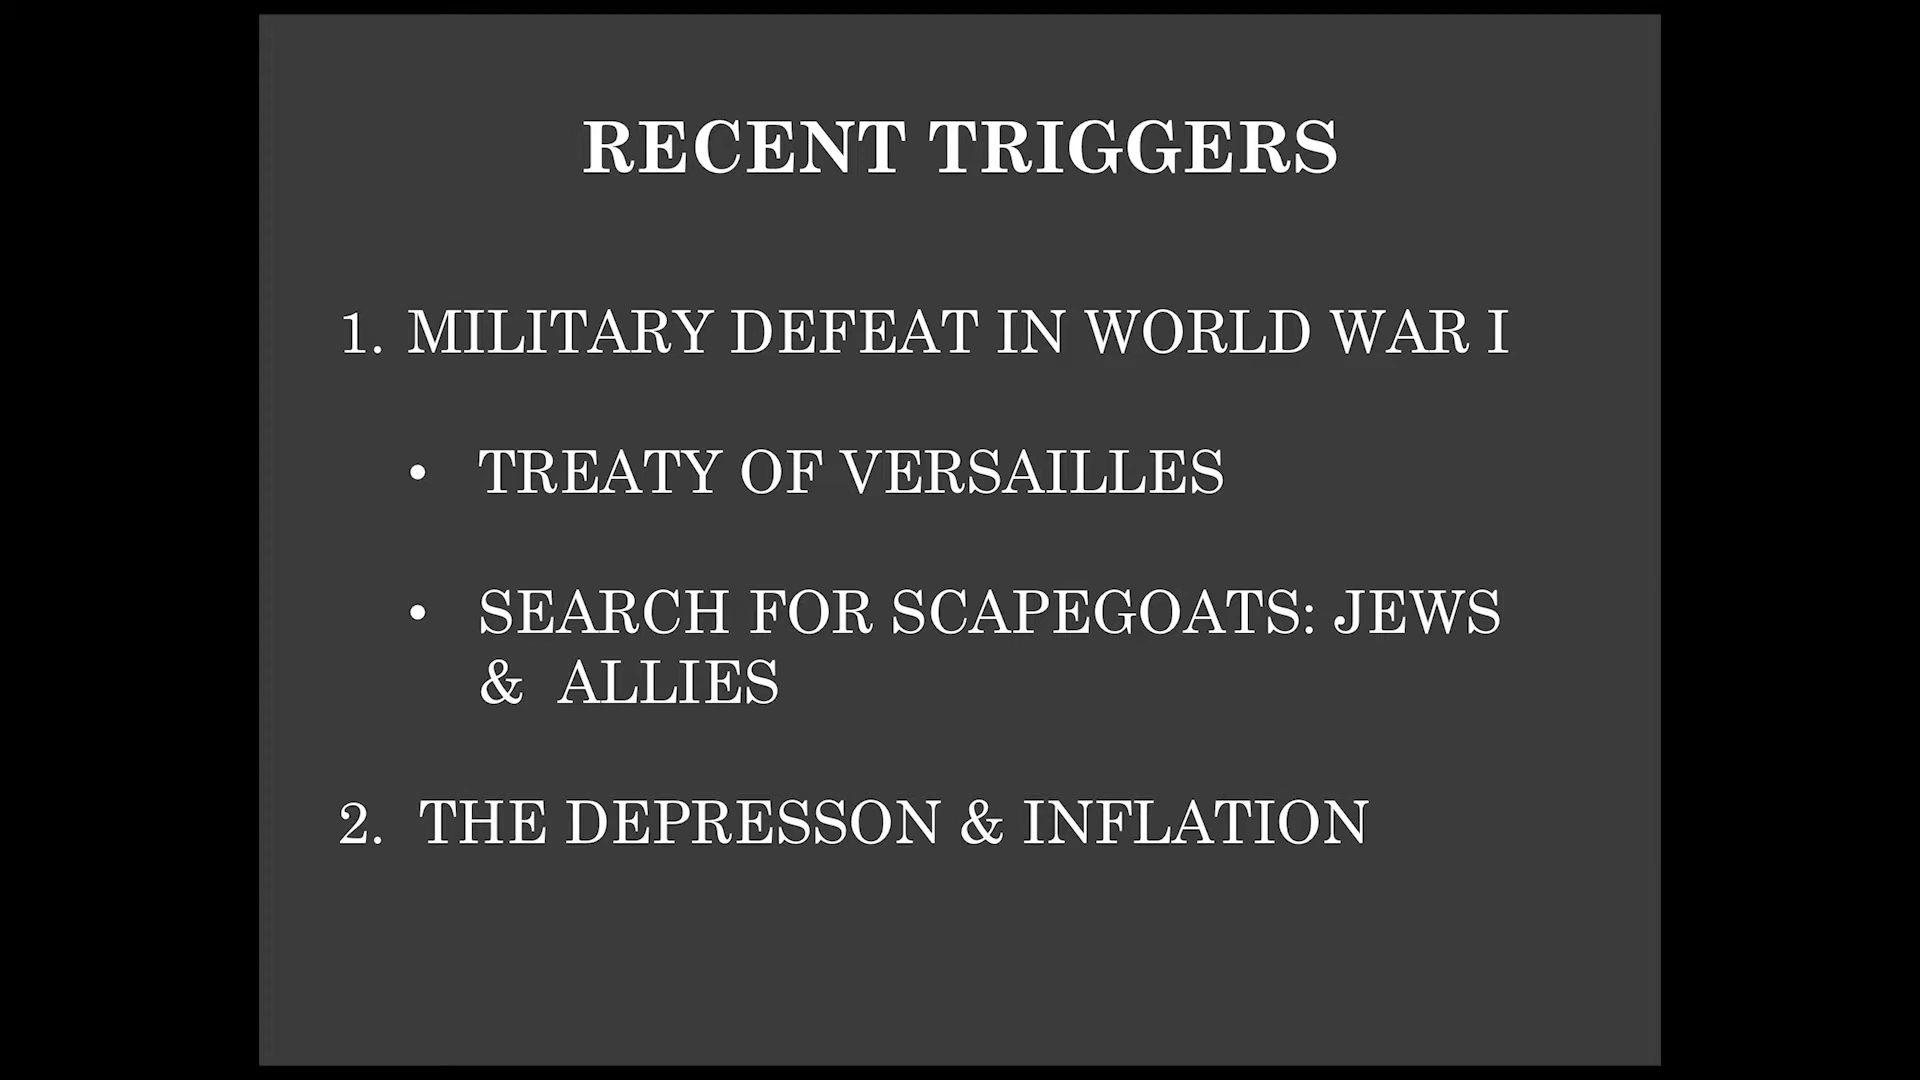 RECENT TRIGGERS
1. MILITARY DEFEAT IN WORLD WAR I
• TREATY OF VERSAILLES
• SEARCH FOR SCAPEGOATS: JEWS
& ALLIES
2. THE DEPRESSON & INFLATION